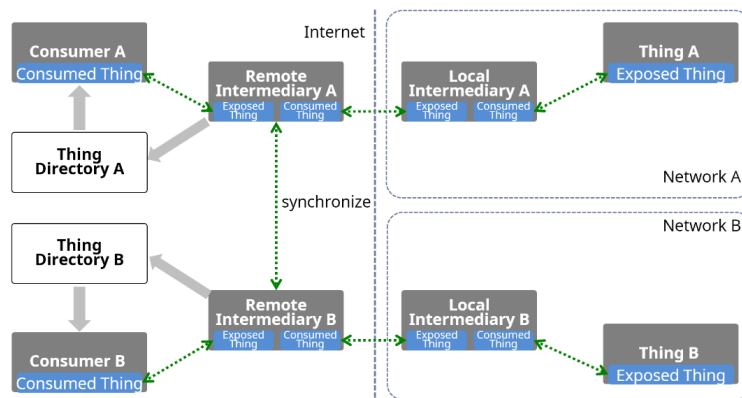 Internet
Consumer A
Consumed Thing
Remote
Intermediary A
Exposed
Thing
Consumed
Thing
Local
Intermediary A
Exposed
Thing
Consumed
Thing
Thing A
Exposed Thing
Thing
Directory A
Network A
synchronize
Network B
Thing
Directory B
Remote
Intermediary B
Exposed
Thing
Consumed
Thing
Local
Intermediary B
Exposed
Thing
Consumed
Thing
Consumer B
Consumed Thing
Thing B
Exposed Thing